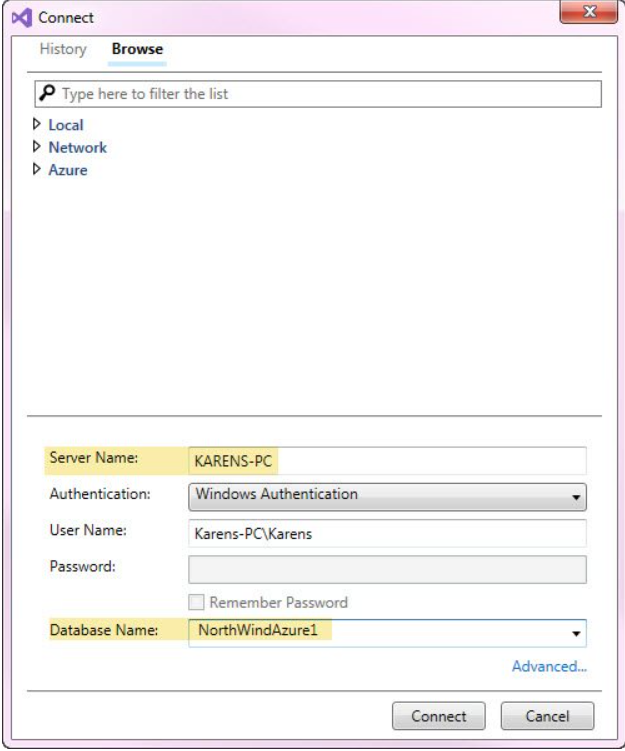 Connect
History Browse
Type here to filter the list
Local
Network
Azure
Server Name: KARENS-PC
Authentication: Windows Authentication
User Name: Karens-PC\Karens
Password:
Remember Password
Database Name: NorthWindAzure1
Advanced...
Connect Cancel